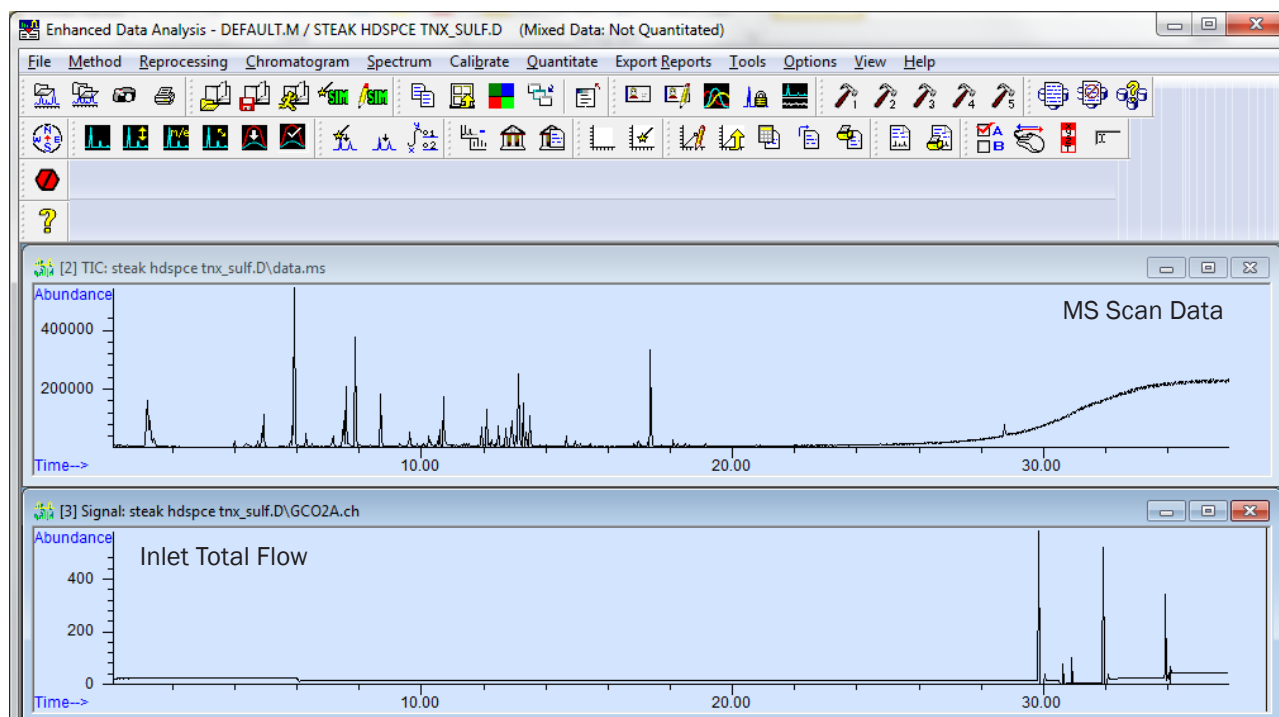 Enhanced Data Analysis - DEFAULT.M / STEAK HDSPCE TNX_SULF.D (Mixed Data: Not Quantitated)
File Method Reprocessing Chromatogram Spectrum Calibrate Quantitate Export Reports Tools Options View Help
[2] TIC: steak hdspce tnx_sulf.D\data.ms
Abundance
MS Scan Data
400000
200000
Time-->
10.00 20.00 30.00
[3] Signal: steak hdspce tnx_sulf.D\GCO2A.ch
Abundance
Inlet Total Flow
400
200
0
Time-->
10.00 20.00 30.00